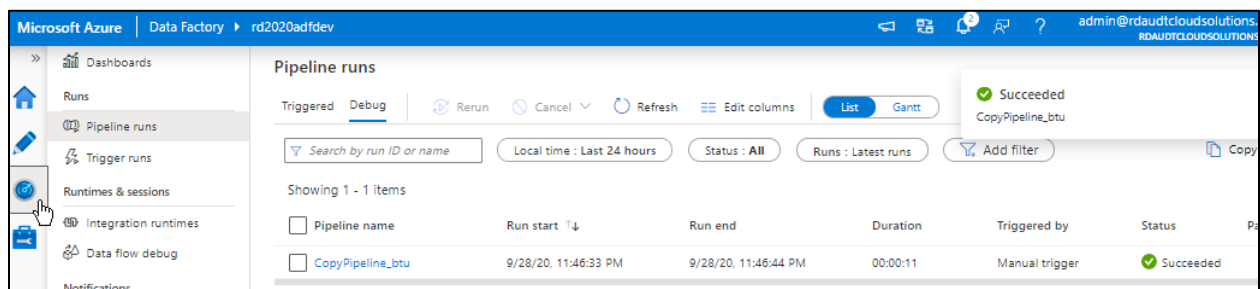 Microsoft Azure | Data Factory ▸ rd2020adfdev 2 ? admin@rdaudtcloudsolutions.
RDAUDTCLOUDSOLUTIONS
» Dashboards
Pipeline runs
Succeeded
CopyPipeline_btu
Runs
Triggered Debug Rerun Cancel Refresh Edit columns List Gantt
Pipeline runs
Search by run ID or name Local time : Last 24 hours Status : All Runs : Latest runs Add filter Copy
Trigger runs
Showing 1 - 1 items
Runtimes & sessions
Integration runtimes
Pipeline name Run start ↑↓ Run end Duration Triggered by Status Pa
Data flow debug
CopyPipeline_btu 9/28/20, 11:46:33 PM 9/28/20, 11:46:44 PM 00:00:11 Manual trigger Succeeded
Notifications